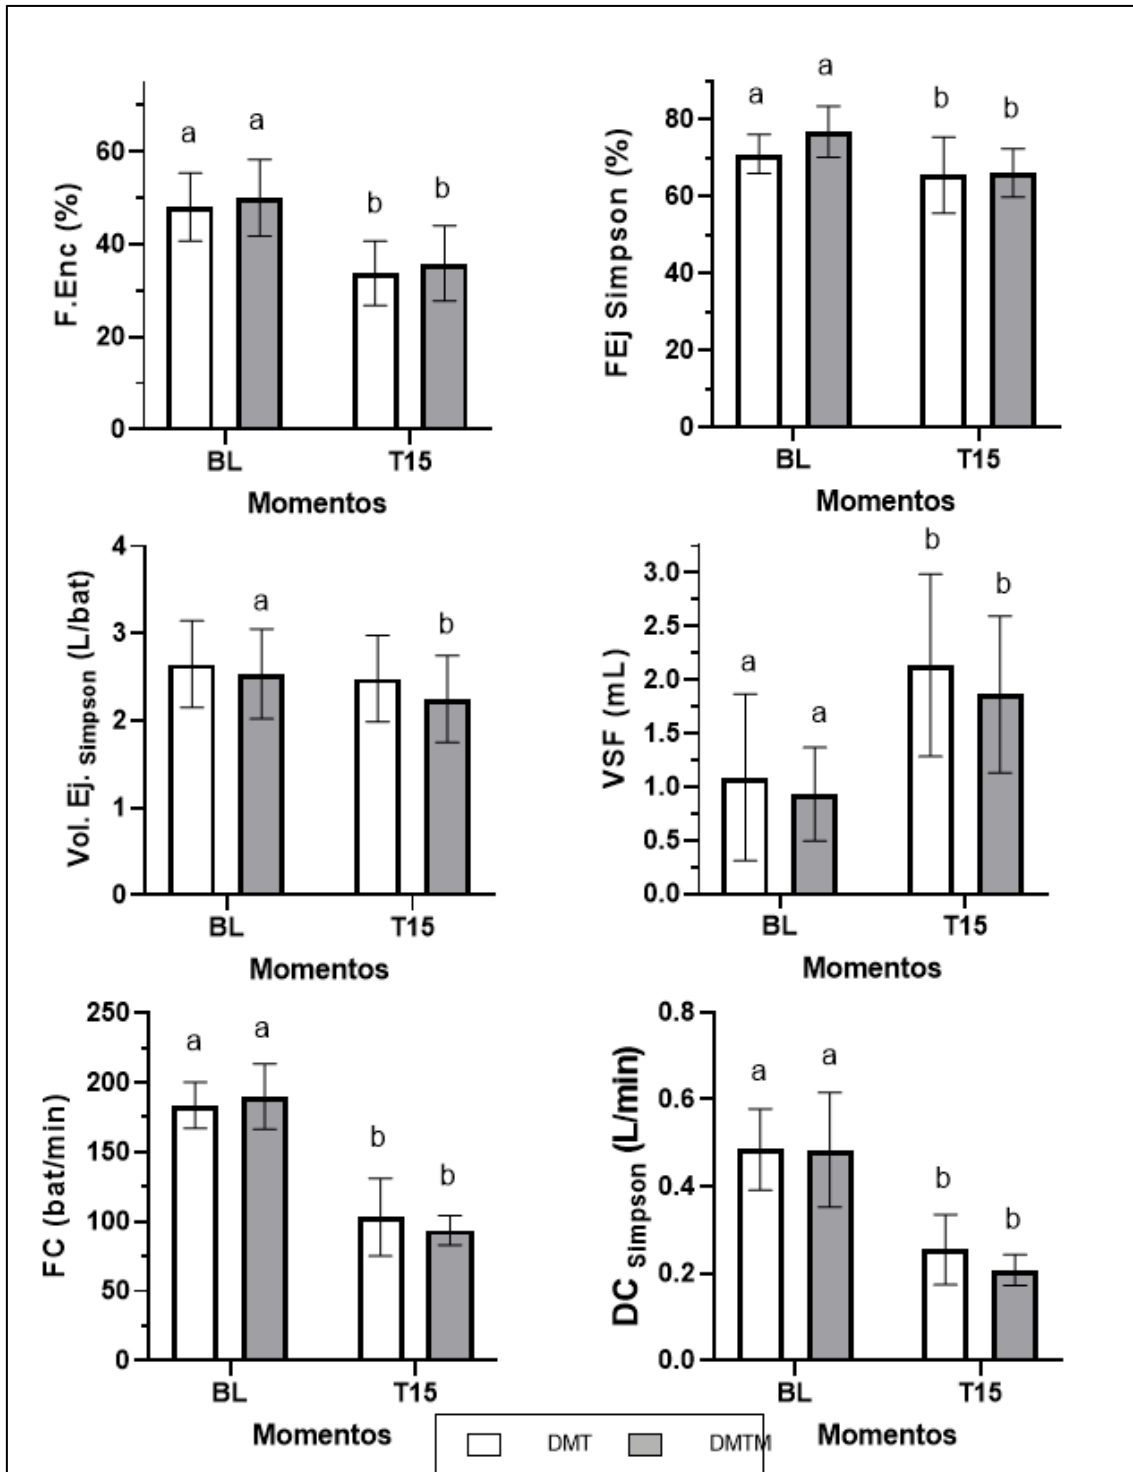 F.Enc (%)
60
40
20
0
a
a
b
b
BL
T15
Momentos
FEj Simpson (%)
80
60
40
20
0
a
a
b
b
BL
T15
Momentos
Vol. Ej. Simpson (L/bat)
4
3
2
1
0
a
b
BL
T15
Momentos
VSF (mL)
3.0
2.5
2.0
1.5
1.0
0.5
0.0
a
a
b
b
BL
T15
Momentos
FC (bat/min)
250
200
150
100
50
0
a
a
b
b
BL
T15
Momentos
DC Simpson (L/min)
0.8
0.6
0.4
0.2
0.0
a
a
b
b
BL
T15
Momentos
DMT
DMTM